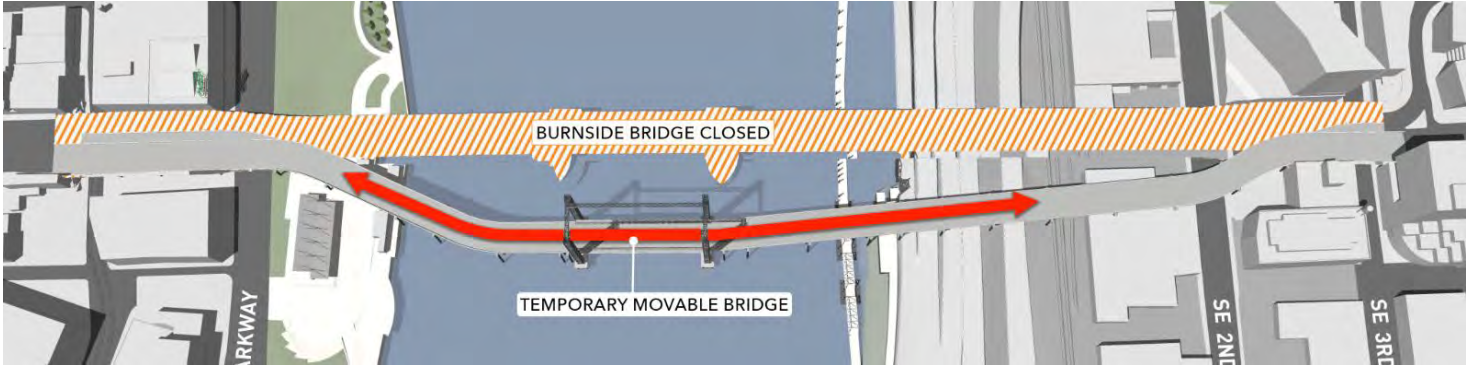 BURNSIDE BRIDGE CLOSED
TEMPORARY MOVABLE BRIDGE
ARKWAY
SE 2ND
SE 3RD